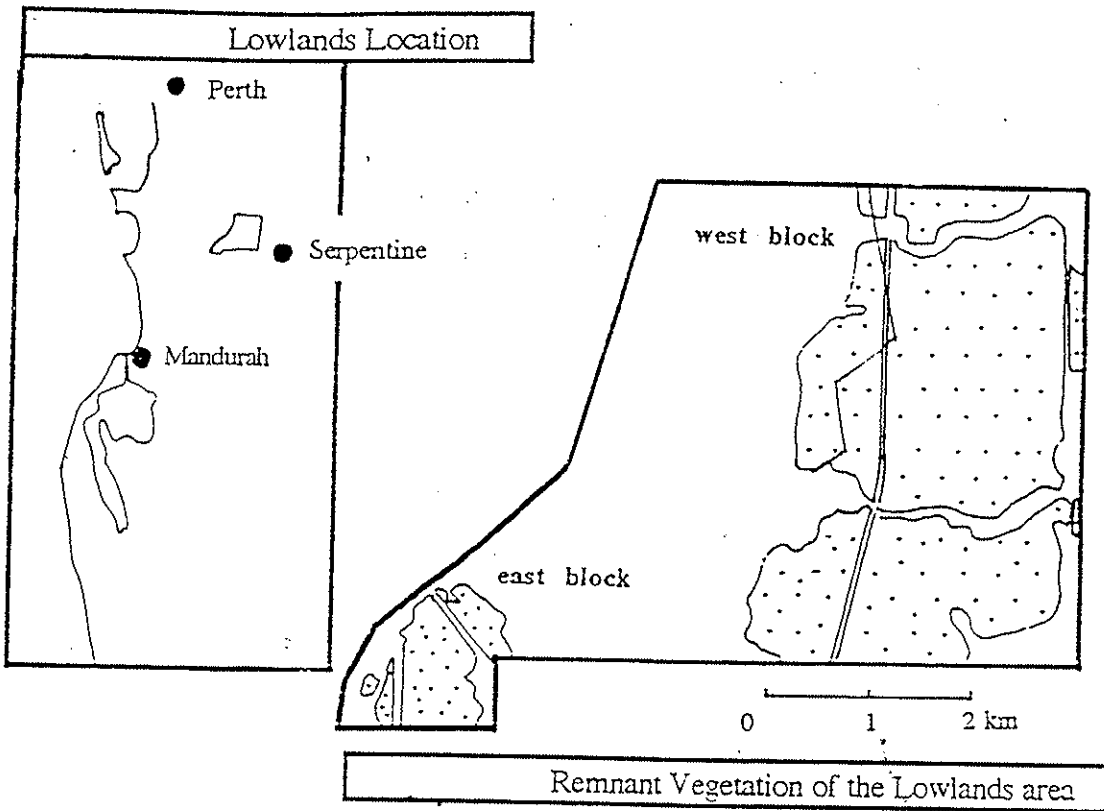 Lowlands Location
Perth
Serpentine
Mandurah
west block
east block
0 1 2 km
Remnant Vegetation of the Lowlands area